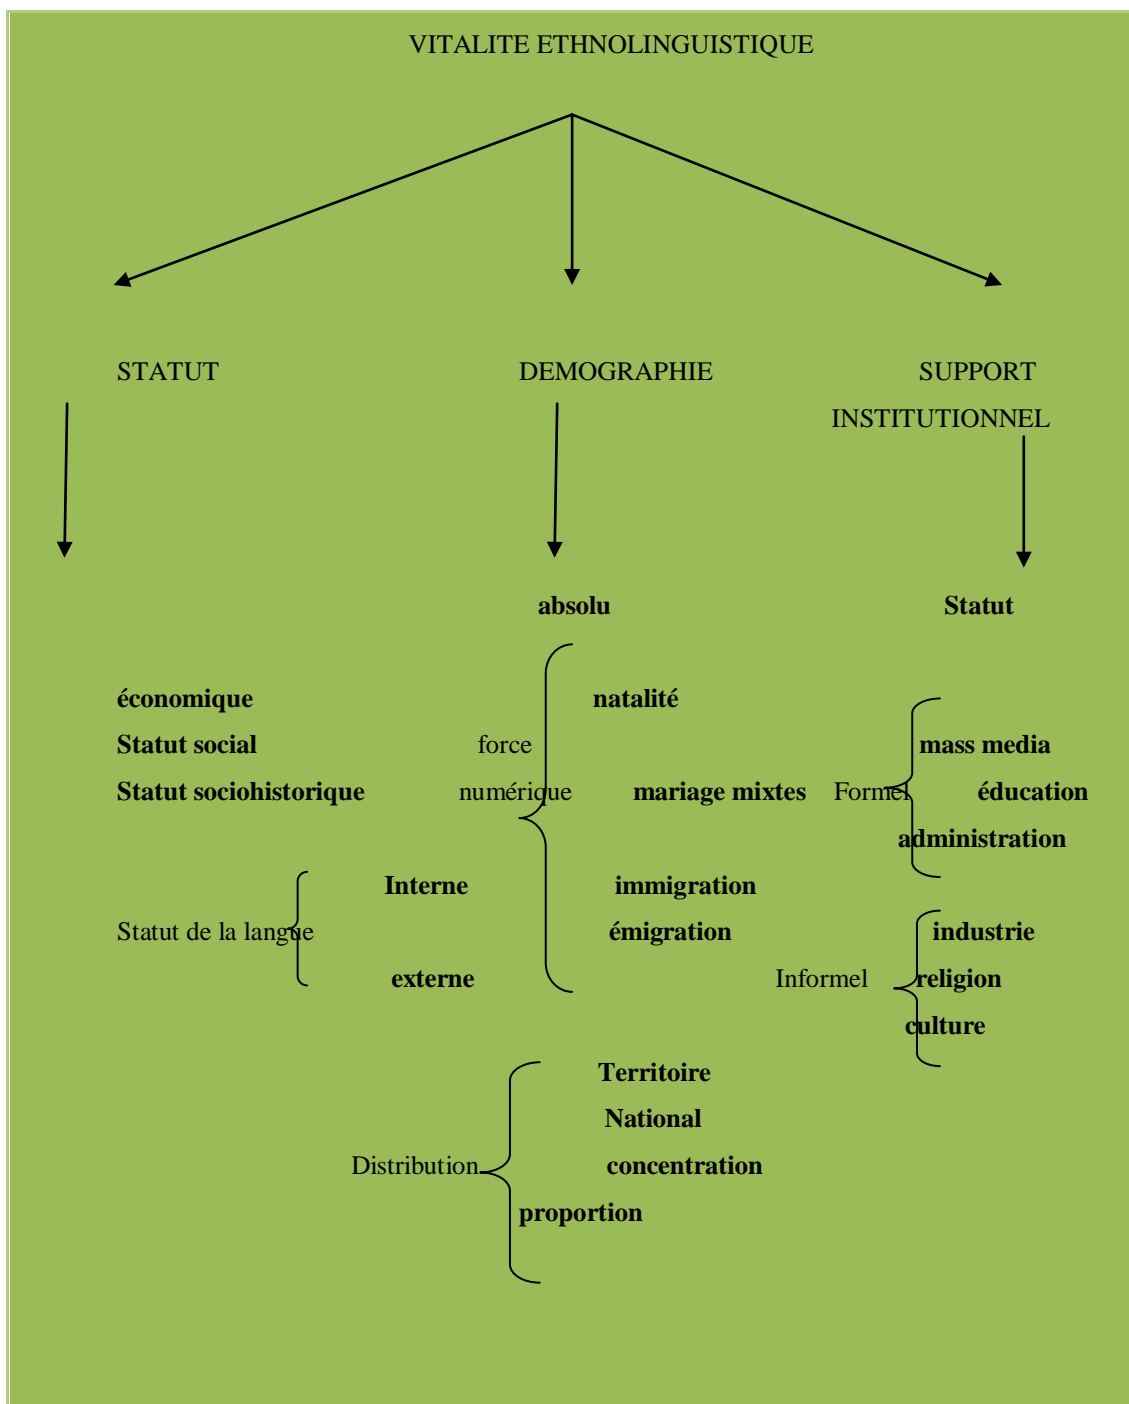 VITALITE ETHNOLINGUISTIQUE
STATUT DEMOGRAPHIE SUPPORT
INSTITUTIONNEL
absolu Statut
économique natalité
Statut social force mass media
Statut sociohistorique numérique mariage mixtes Formel éducation
administration
Interne immigration
Statut de la langue émigration industrie
externe Informel religion
culture
Territoire
National
Distribution concentration
proportion